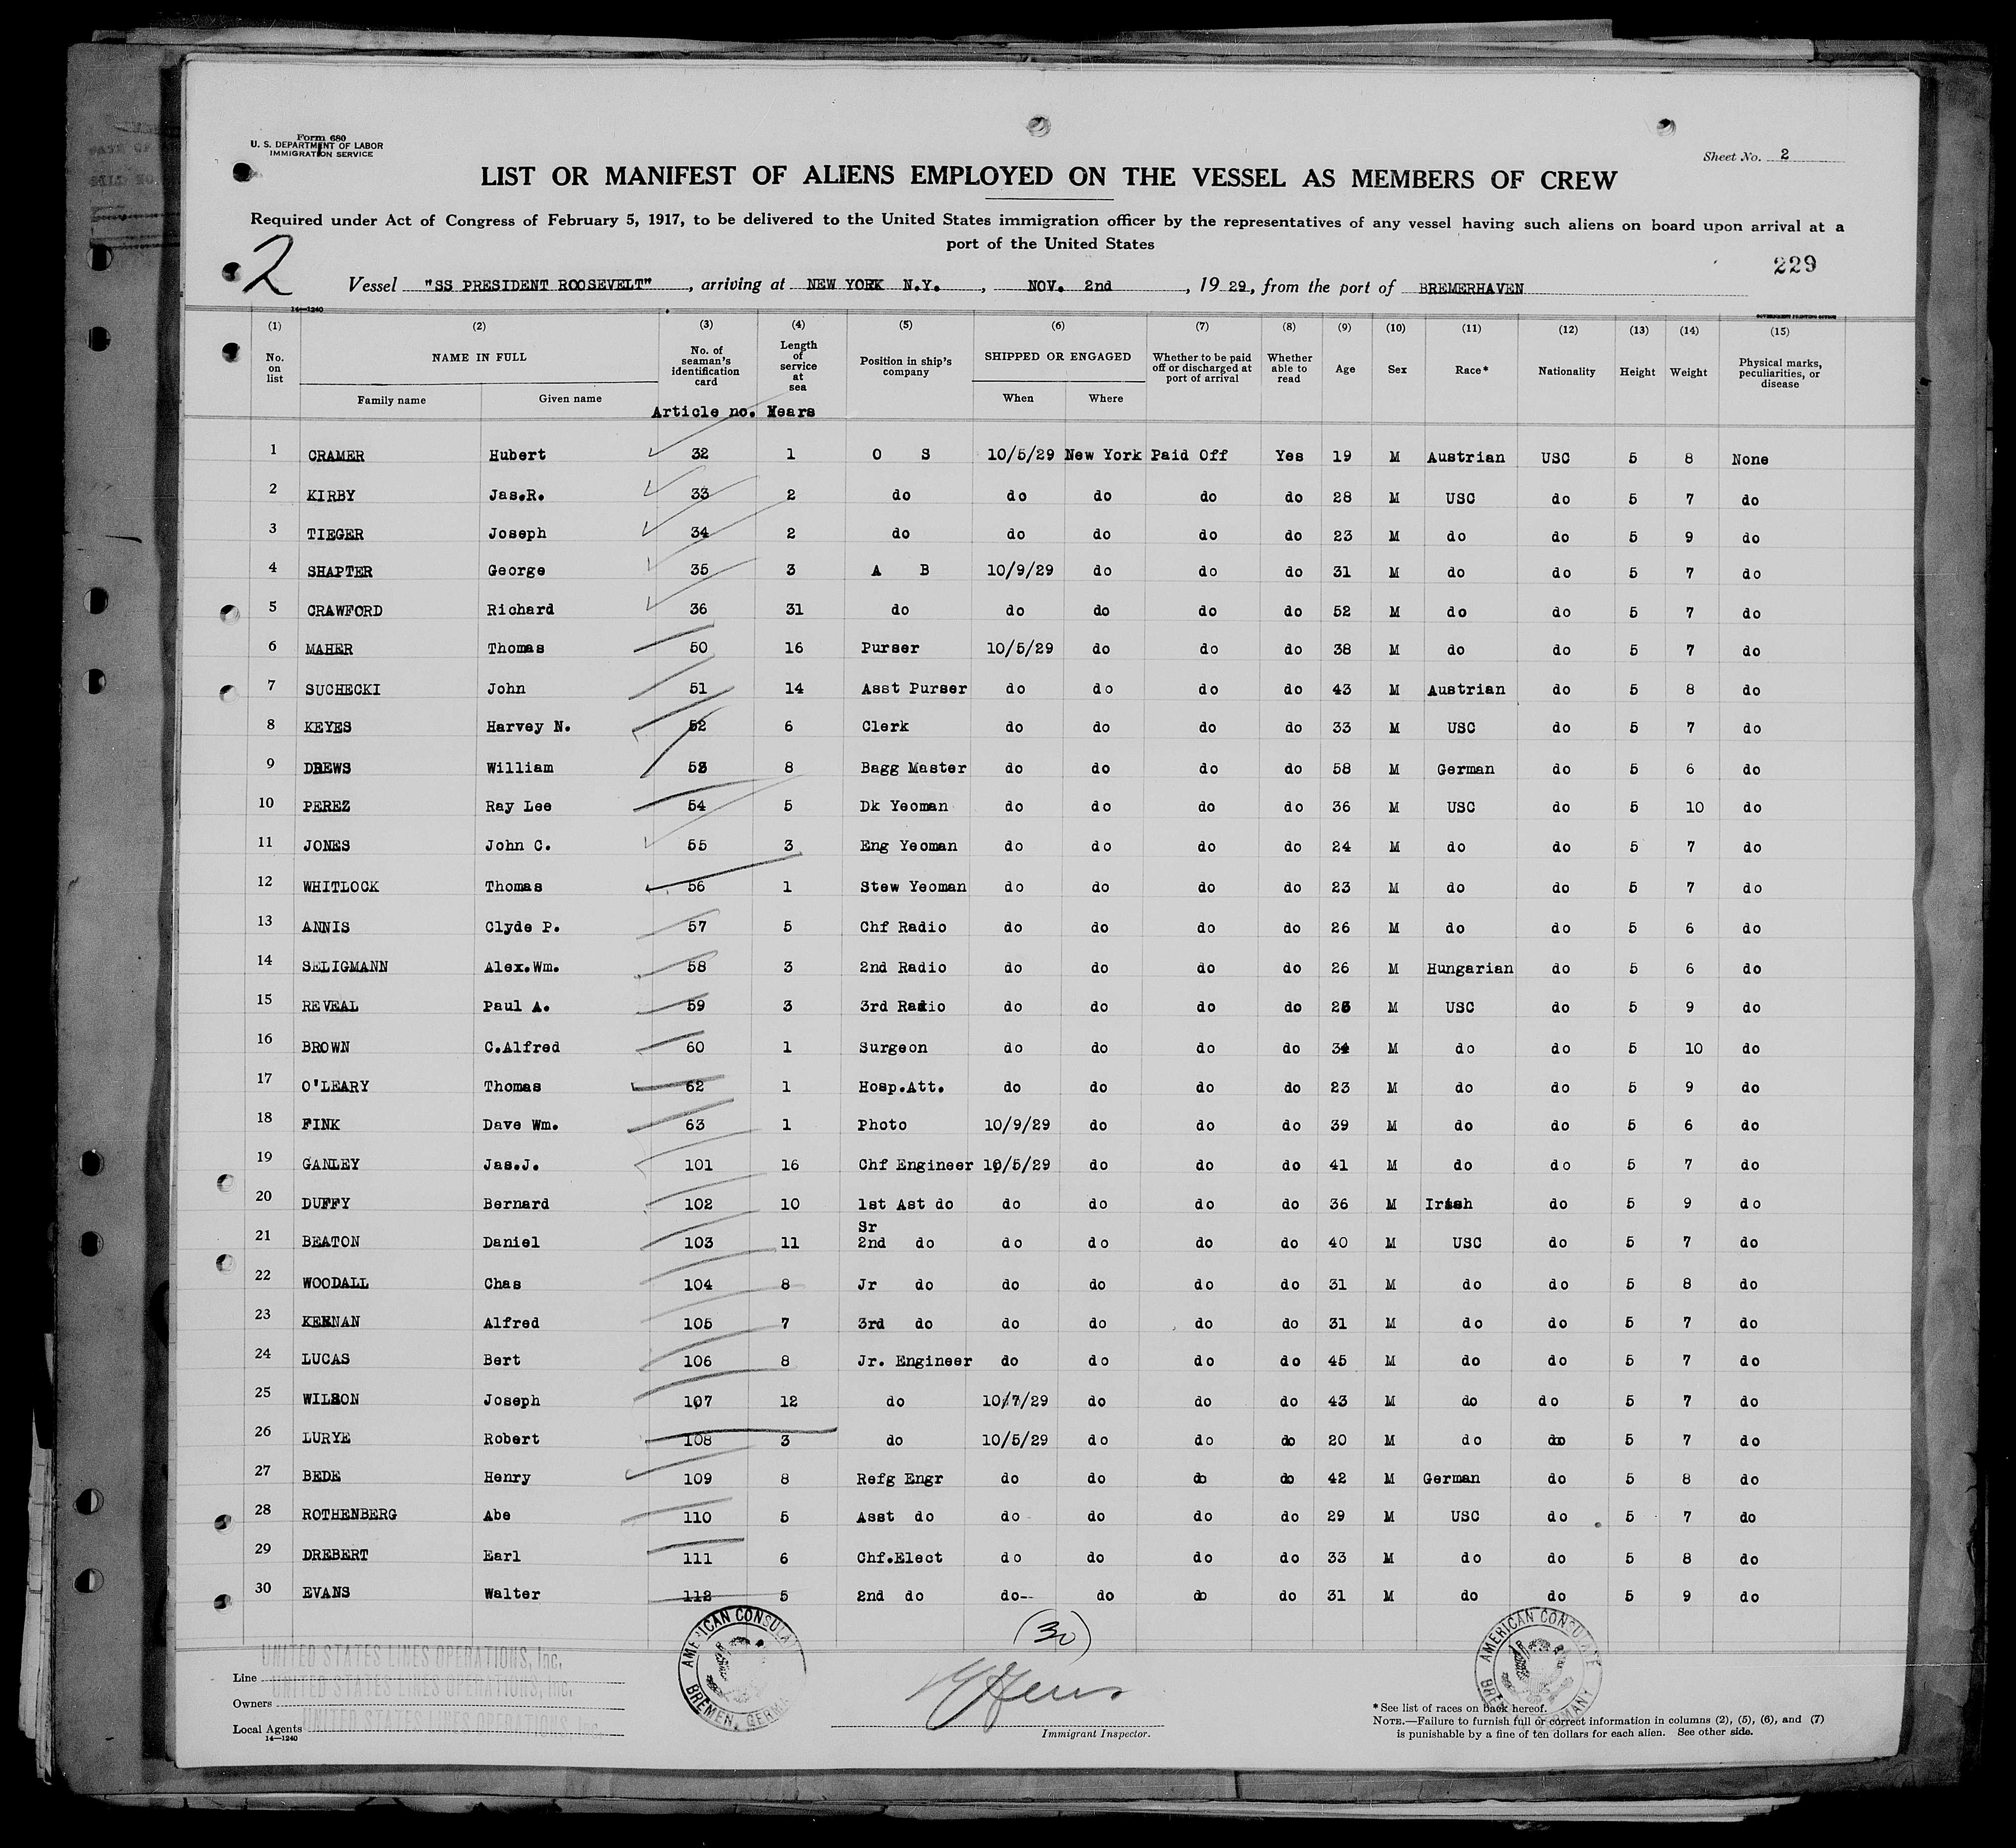 Form 680
U. S. DEPARTMENT OF LABOR
IMMIGRATION SERVICE
Sheet No. 2
LIST OR MANIFEST OF ALIENS EMPLOYED ON THE VESSEL AS MEMBERS OF CREW
Required under Act of Congress of February 5, 1917, to be delivered to the United States immigration officer by the representatives of any vessel having such aliens on board upon arrival at a
port of the United States
229
2
Vessel "SS PRESIDENT ROOSEVELT", arriving at NEW YORK N.Y., NOV. 2nd, 1929, from the port of BREMERHAVEN
14—1240
GOVERNMENT PRINTING OFFICE
(1) (2) (3) (4) (5) (6) (7) (8) (9) (10) (11) (12) (13) (14) (15)
No. on list NAME IN FULL No. of seaman's identification card Length of service at sea Position in ship's company SHIPPED OR ENGAGED Whether to be paid off or discharged at port of arrival Whether able to read Age Sex Race* Nationality Height Weight Physical marks, peculiarities, or disease
Family name Given name When Where
Article no. Years
1 CRAMER Hubert 32 1 O S 10/5/29 New York Paid Off Yes 19 M Austrian USC 5 8 None
2 KIRBY Jas.R. 33 2 do do do do do 28 M USC do 5 7 do
3 TIEGER Joseph 34 2 do do do do do 23 M do do 5 9 do
4 SHAPTER George 35 3 A B 10/9/29 do do do 31 M do do 5 7 do
5 CRAWFORD Richard 36 31 do do do do do 52 M do do 5 7 do
6 MAHER Thomas 50 16 Purser 10/5/29 do do do 38 M do do 5 7 do
7 SUCHECKI John 51 14 Asst Purser do do do do 43 M Austrian do 5 8 do
8 KEYES Harvey N. 52 6 Clerk do do do do 33 M USC do 5 7 do
9 DREWS William 53 8 Bagg Master do do do do 58 M German do 5 6 do
10 PEREZ Ray Lee 54 5 Dk Yeoman do do do do 36 M USC do 5 10 do
11 JONES John C. 55 3 Eng Yeoman do do do do 24 M do do 5 7 do
12 WHITLOCK Thomas 56 1 Stew Yeoman do do do do 23 M do do 5 7 do
13 ANNIS Clyde P. 57 5 Chf Radio do do do do 26 M do do 5 6 do
14 SELIGMANN Alex.Wm. 58 3 2nd Radio do do do do 26 M Hungarian do 5 6 do
15 REVEAL Paul A. 59 3 3rd Radio do do do do M USC do 5 9 do
16 BROWN C.Alfred 60 1 Surgeon do do do do 34 M do do 5 10 do
17 O'LEARY Thomas 62 1 Hosp.Att. do do do do 23 M do do 5 9 do
18 FINK Dave Wm. 63 1 Photo 10/9/29 do do do 39 M do do 5 6 do
19 GANLEY Jas.J. 101 16 Chf Engineer 10/5/29 do do do 41 M do do 5 7 do
20 DUFFY Bernard 102 10 1st Ast do do do do do 36 M Irish do 5 9 do
Sr
21 BEATON Daniel 103 11 2nd do do do do do 40 M USC do 5 7 do
22 WOODALL Chas 104 8 Jr do do do do do 31 M do do 5 8 do
23 KEENAN Alfred 105 7 3rd do do do do do 31 M do do 5 7 do
24 LUCAS Bert 106 8 Jr. Engineer do do do do 45 M do do 5 7 do
25 WILSON Joseph 107 12 do 10/7/29 do do do 43 M do do 5 7 do
26 LURYE Robert 108 3 do 10/5/29 do do do 20 M do do 5 7 do
27 BEDE Henry 109 8 Refg Engr do do do do 42 M German do 5 8 do
28 ROTHENBERG Abe 110 5 Asst do do do do do 29 M USC do 5 7 do
29 DREBERT Earl 111 6 Chf.Elect do do do do 33 M do do 5 8 do
30 EVANS Walter 112 5 2nd do do-- do do do 31 M do do 5 9 do
(30)
AMERICAN CONSULATE BREMEN, GERMANY
AMERICAN CONSULATE BREMEN, GERMANY
Line UNITED STATES LINES OPERATIONS, Inc.
Owners UNITED STATES LINES OPERATIONS, Inc.
Local Agents UNITED STATES LINES OPERATIONS, Inc.
14—1240
Immigrant Inspector.
*See list of races on back hereof.
NOTE.—Failure to furnish full or correct information in columns (2), (5), (6), and (7)
is punishable by a fine of ten dollars for each alien. See other side.